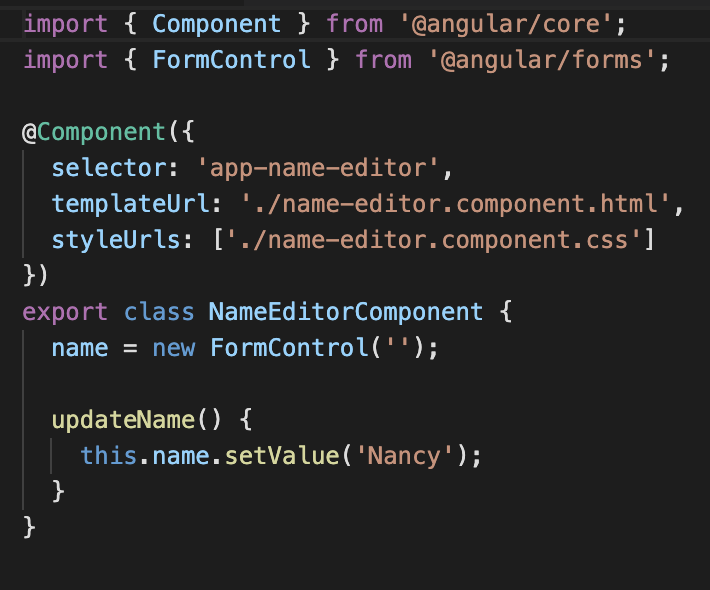 import { Component } from '@angular/core';
import { FormControl } from '@angular/forms';

@Component({
  selector: 'app-name-editor',
  templateUrl: './name-editor.component.html',
  styleUrls: ['./name-editor.component.css']
})
export class NameEditorComponent {
  name = new FormControl('');

  updateName() {
    this.name.setValue('Nancy');
  }
}